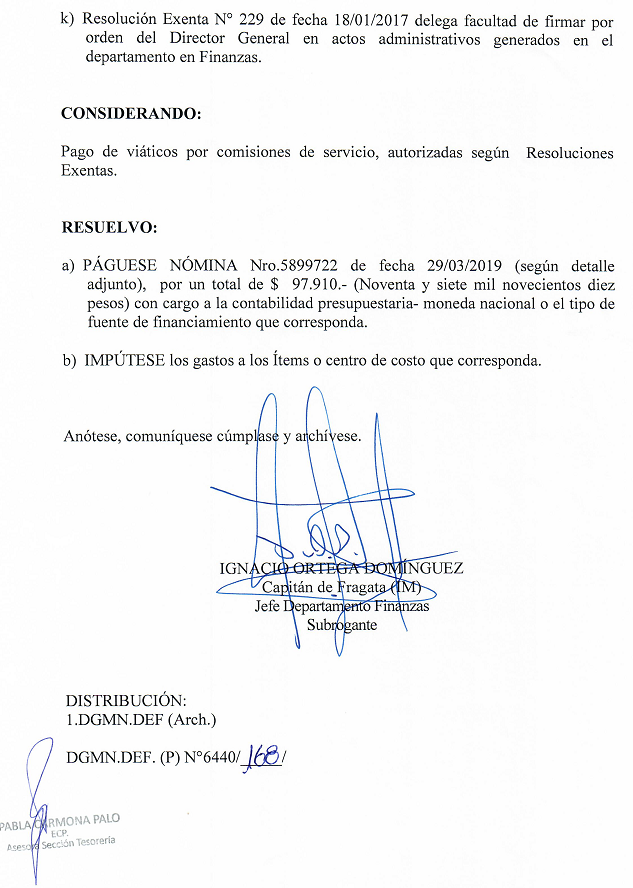 k) Resolución Exenta N° 229 de fecha 18/01/2017 delega facultad de firmar por
orden del Director General en actos administrativos generados en el
departamento en Finanzas.
CONSIDERANDO:
Pago de viáticos por comisiones de servicio, autorizadas según Resoluciones
Exentas.
RESUELVO:
a) PÁGUESE NÓMINA Nro.5899722 de fecha 29/03/2019 (según detalle
adjunto), por un total de $ 97.910.- (Noventa y siete mil novecientos diez
pesos) con cargo a la contabilidad presupuestaria- moneda nacional o el tipo de
fuente de financiamiento que corresponda.
b) IMPÚTESE los gastos a los Ítems o centro de costo que corresponda.
Anótese, comuníquese cúmplase y archívese.
IGNACIO ORTEGA DOMÍNGUEZ
Capitán de Fragata (IM)
Jefe Departamento Finanzas
Subrogante
DISTRIBUCIÓN:
1.DGMN.DEF (Arch.)
DGMN.DEF. (P) N°6440/168/
PABLA CARMONA PALO
ECP.
Asesora Sección Tesorería